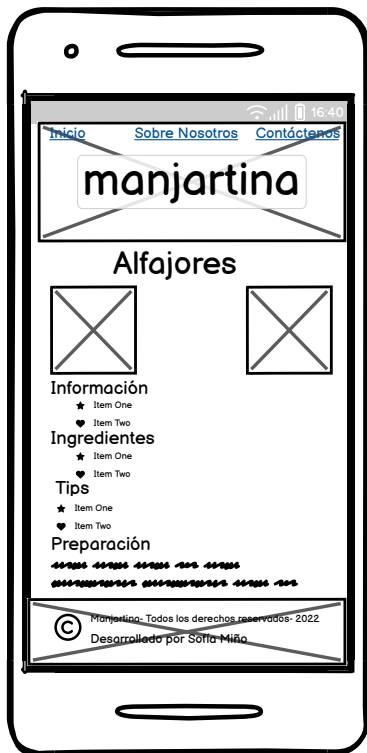 16:40
Inicio Sobre Nosotros Contáctenos
manjartina
Alfajores
Información
Item One
Item Two
Ingredientes
Item One
Item Two
Tips
Item One
Item Two
Preparación
© Manjartina- Todos los derechos reservados- 2022
Desarrollado por Sofía Miño